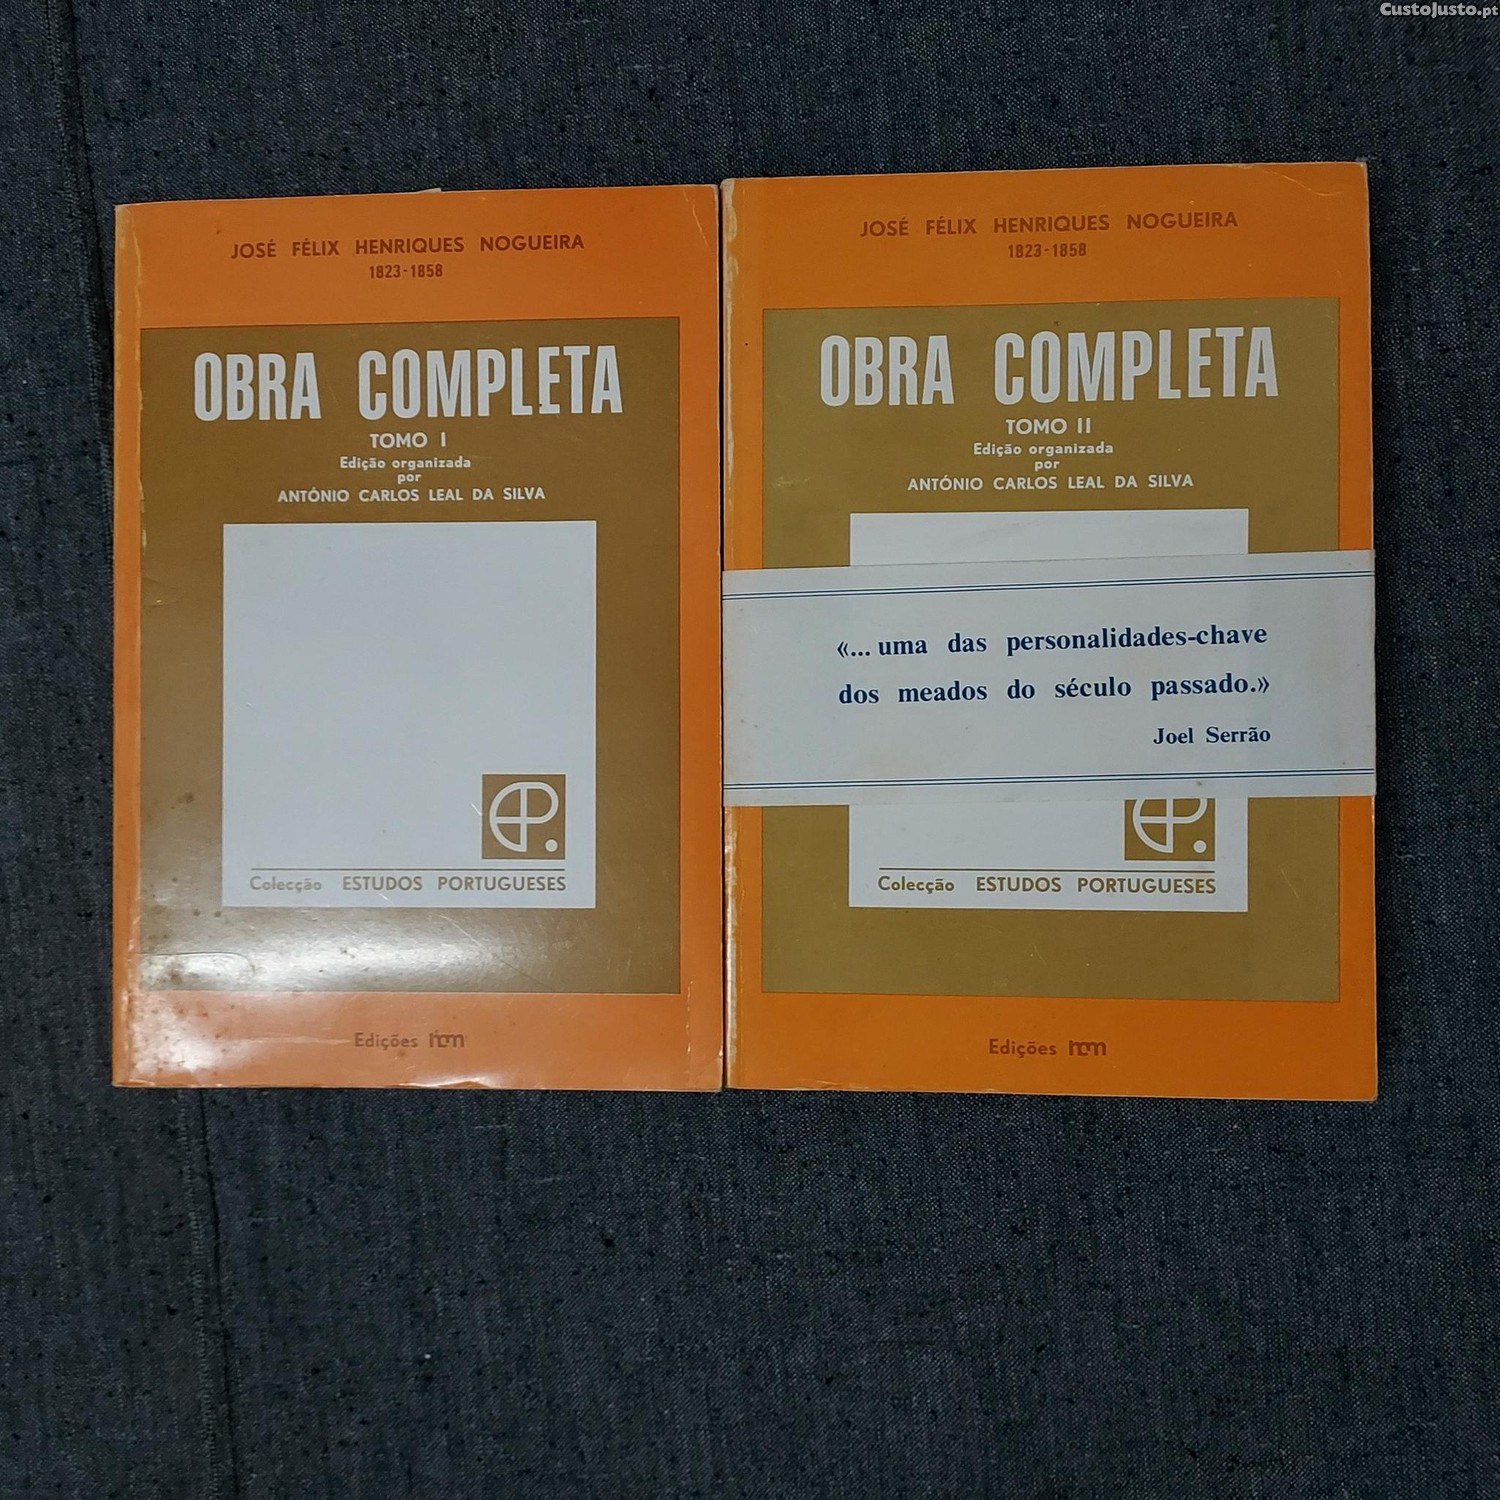 CustoJusto.pt
JOSÉ FÉLIX HENRIQUES NOGUEIRA
1823-1858
OBRA COMPLETA
TOMO I
Edição organizada
por
ANTÓNIO CARLOS LEAL DA SILVA
EP.
Colecção ESTUDOS PORTUGUESES
Edições incm
JOSÉ FÉLIX HENRIQUES NOGUEIRA
1823-1858
OBRA COMPLETA
TOMO II
Edição organizada
por
ANTÓNIO CARLOS LEAL DA SILVA
«... uma das personalidades-chave
dos meados do século passado.»
Joel Serrão
EP.
Colecção ESTUDOS PORTUGUESES
Edições incm